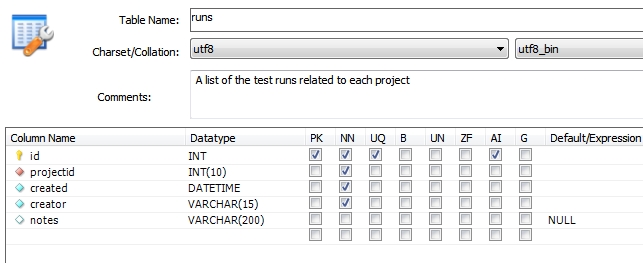 Table Name: runs
Charset/Collation: utf8 utf8_bin
Comments: A list of the test runs related to each project
Column Name Datatype PK NN UQ B UN ZF AI G Default/Expression
id INT
projectid INT(10)
created DATETIME
creator VARCHAR(15)
notes VARCHAR(200) NULL